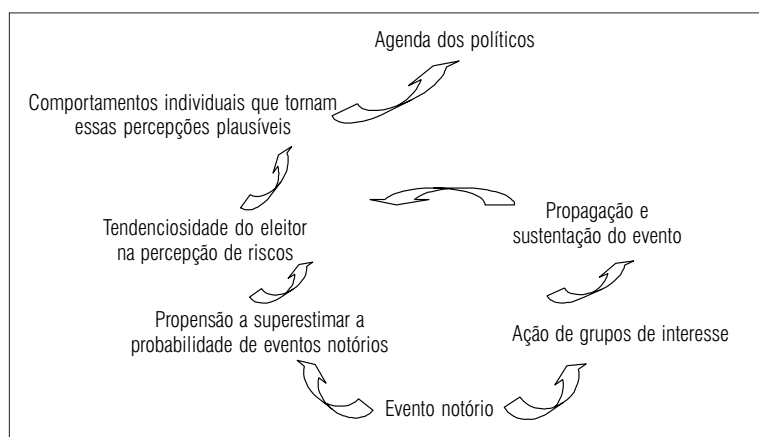 Agenda dos políticos
Comportamentos individuais que tornam
essas percepções plausíveis
Tendenciosidade do eleitor
na percepção de riscos
Propagação e
sustentação do evento
Propensão a superestimar a
probabilidade de eventos notórios
Ação de grupos de interesse
Evento notório